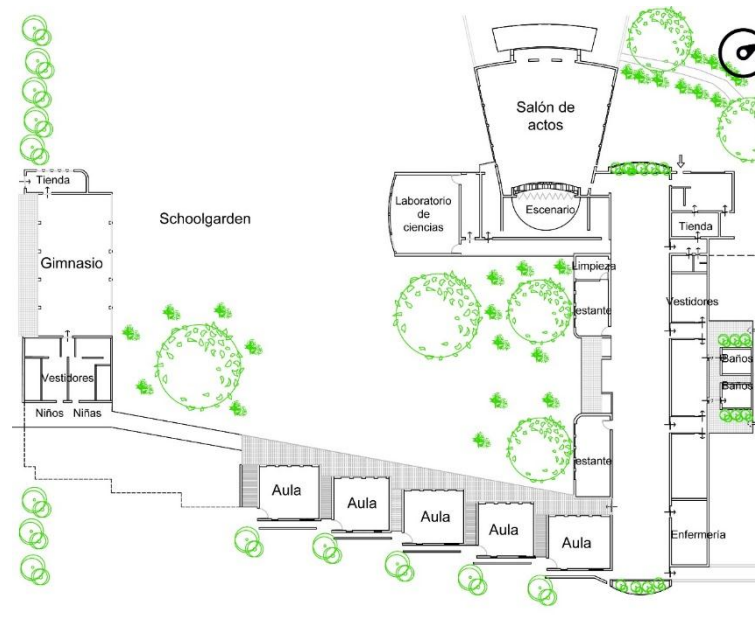 Salón de
actos
Tienda
Laboratorio
de
ciencias
Escenario
Schoolgarden
Tienda
Gimnasio
Limpieza
estante
Vestidores
Baños
Vestidores
Baños
Niños
Niñas
estante
Aula
Aula
Aula
Aula
Aula
Enfermería